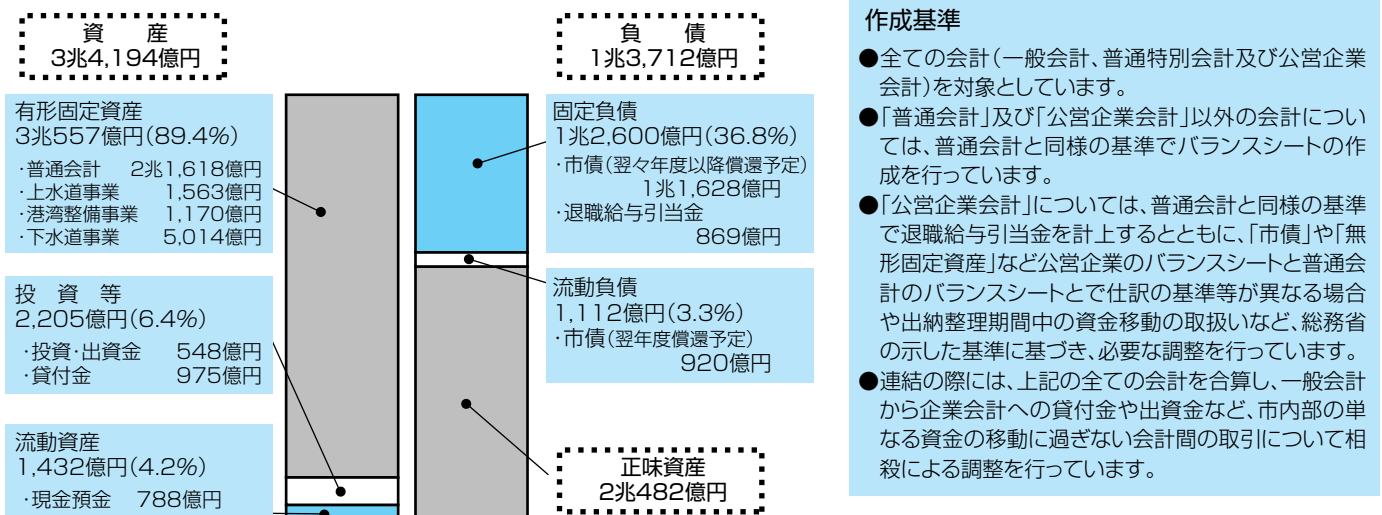 資　産
3兆4,194億円
有形固定資産
3兆557億円(89.4%)
・普通会計　2兆1,618億円
・上水道事業　1,563億円
・港湾整備事業　1,170億円
・下水道事業　5,014億円
投　資　等
2,205億円(6.4%)
・投資・出資金　548億円
・貸付金　975億円
流動資産
1,432億円(4.2%)
・現金預金　788億円
負　債
1兆3,712億円
固定負債
1兆2,600億円(36.8%)
・市債(翌々年度以降償還予定)
1兆1,628億円
・退職給与引当金
869億円
流動負債
1,112億円(3.3%)
・市債(翌年度償還予定)
920億円
正味資産
2兆482億円
作成基準
●全ての会計(一般会計、普通特別会計及び公営企業
会計)を対象としています。
●「普通会計」及び「公営企業会計」以外の会計につい
ては、普通会計と同様の基準でバランスシートの作
成を行っています。
●「公営企業会計」については、普通会計と同様の基準
で退職給与引当金を計上するとともに、「市債」や「無
形固定資産」など公営企業のバランスシートと普通会
計のバランスシートとで仕訳の基準等が異なる場合
や出納整理期間中の資金移動の取扱いなど、総務省
の示した基準に基づき、必要な調整を行っています。
●連結の際には、上記の全ての会計を合算し、一般会計
から企業会計への貸付金や出資金など、市内部の単
なる資金の移動に過ぎない会計間の取引について相
殺による調整を行っています。